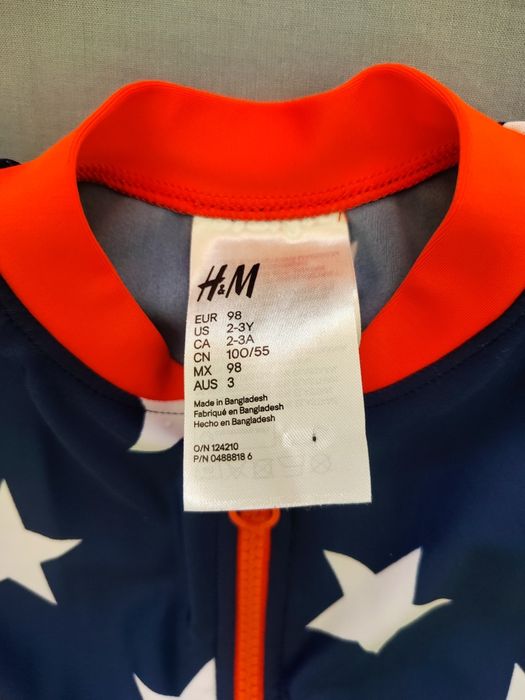 H&M
EUR 98
US 2-3Y
CA 2-3A
CN 100/55
MX 98
AUS 3
Made in Bangladesh
Fabriqué en Bangladesh
Hecho en Bangladesh
O/N 124210
P/N 0488818 6